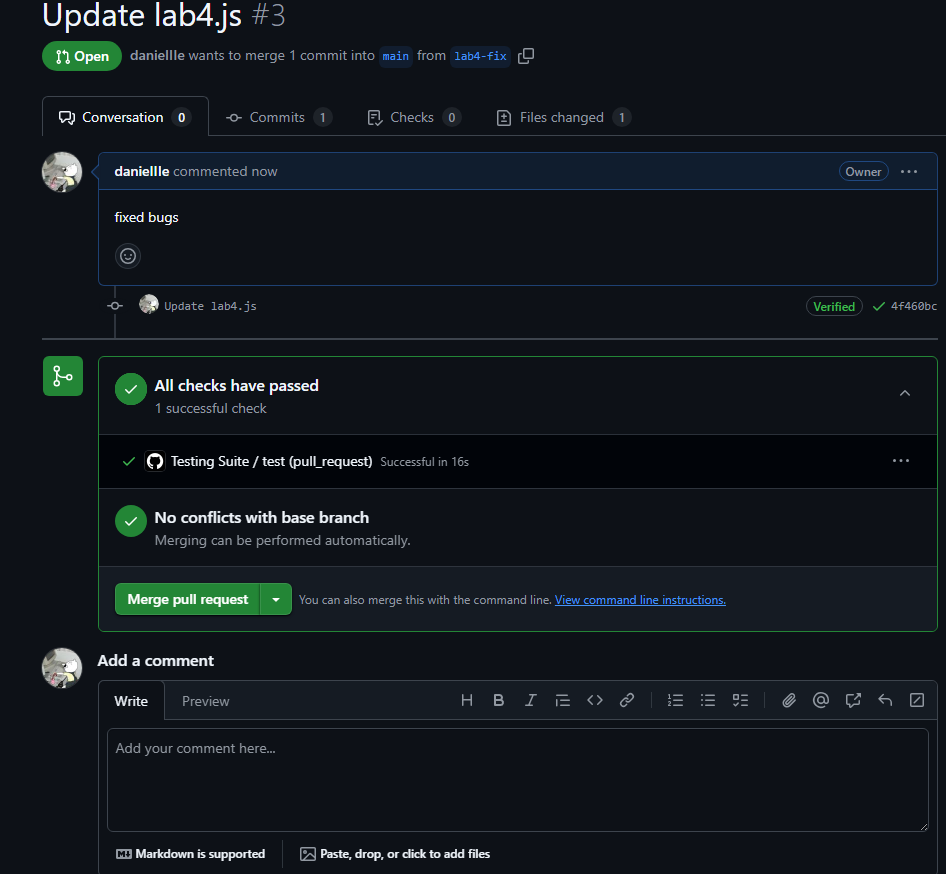 Update lab4.js #3
Open daniellle wants to merge 1 commit into main from lab4-fix
Conversation 0 Commits 1 Checks 0 Files changed 1
daniellle commented now Owner
fixed bugs
Update lab4.js Verified 4f460bc
All checks have passed
1 successful check
Testing Suite / test (pull_request) Successful in 16s
No conflicts with base branch
Merging can be performed automatically.
Merge pull request You can also merge this with the command line. View command line instructions.
Add a comment
Write Preview
Add your comment here...
Markdown is supported Paste, drop, or click to add files